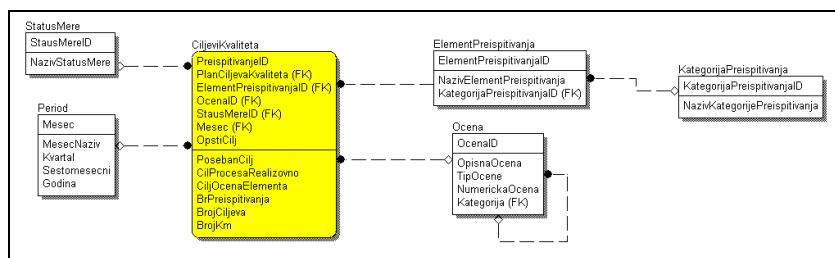 StatusMere
StausMereID
NazivStatusMere
Period
Mesec
MesecNaziv
Kvartal
Sestomesecni
Godina
CiljeviKvaliteta
PreispitivanjeID
PlanCiljevaKvaliteta (FK)
ElementPreispitivanjaID (FK)
OcenaID (FK)
StausMereID (FK)
Mesec (FK)
OpstiCilj
PosebanCilj
CilProcesaRealizovno
CiljOcenaElementa
BrPreispitivanja
BrojCiljeva
BrojKm
ElementPreispitivanja
ElementPreispitivanjaID
NazivElementPreispitivanja
KategorijaPreispitivanjaID (FK)
Ocena
OcenaID
OpisnaOcena
TipOcene
NumerickaOcena
Kategorija (FK)
KategorijaPreispitivanja
KategorijaPreispitivanjaID
NazivKategorijePreispitivanja